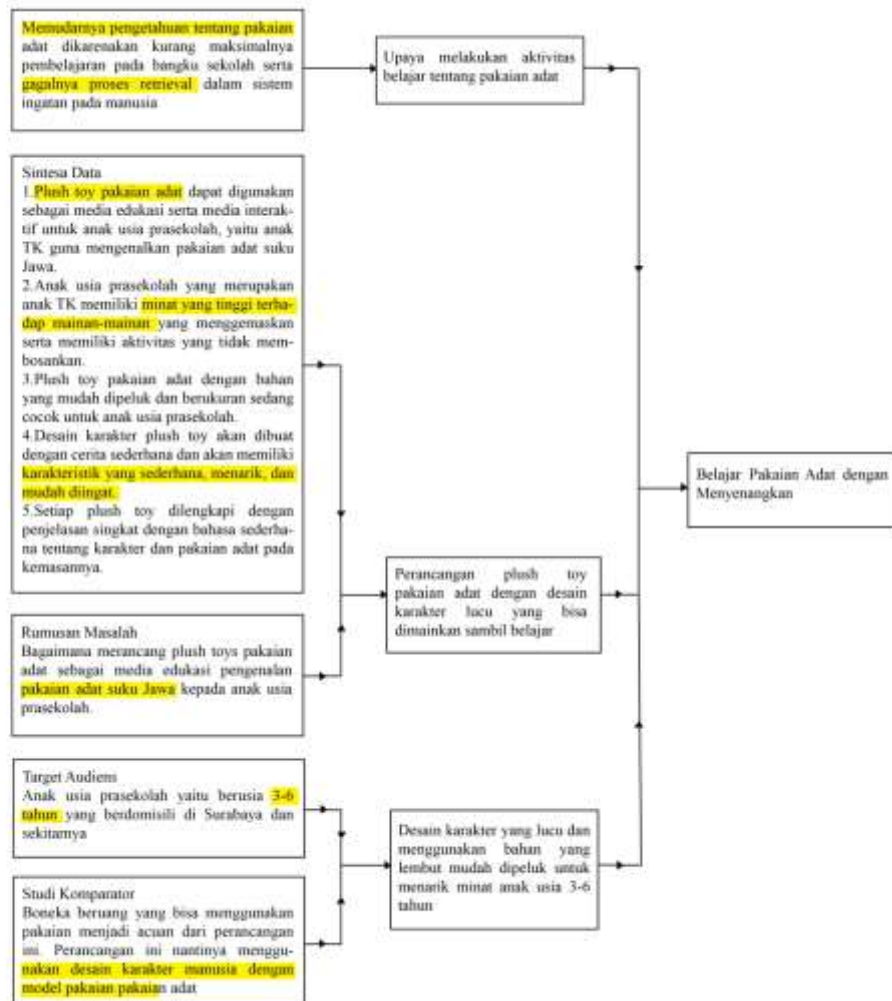 Memudarnya pengetahuan tentang pakaian
adat dikarenakan kurang maksimalnya
pembelajaran pada bangku sekolah serta
gagalnya proses retrieval dalam sistem
ingatan pada manusia
Upaya melakukan aktivitas
belajar tentang pakaian adat
Sintesa Data
1.Plush toy pakaian adat dapat digunakan
sebagai media edukasi serta media interak-
tif untuk anak usia prasekolah, yaitu anak
TK guna mengenalkan pakaian adat suku
Jawa.
2.Anak usia prasekolah yang merupakan
anak TK memiliki minat yang tinggi terha-
dap mainan-mainan yang menggemaskan
serta memiliki aktivitas yang tidak mem-
bosankan.
3.Plush toy pakaian adat dengan bahan
yang mudah dipeluk dan berukuran sedang
cocok untuk anak usia prasekolah.
4.Desain karakter plush toy akan dibuat
dengan cerita sederhana dan akan memiliki
karakteristik yang sederhana, menarik, dan
mudah diingat.
5.Setiap plush toy dilengkapi dengan
penjelasan singkat dengan bahasa sederha-
na tentang karakter dan pakaian adat pada
kemasannya.
Belajar Pakaian Adat dengan
Menyenangkan
Perancangan plush toy
pakaian adat dengan desain
karakter lucu yang bisa
dimainkan sambil belajar
Rumusan Masalah
Bagaimana merancang plush toys pakaian
adat sebagai media edukasi pengenalan
pakaian adat suku Jawa kepada anak usia
prasekolah.
Target Audiens
Anak usia prasekolah yaitu berusia 3-6
tahun yang berdomisili di Surabaya dan
sekitarnya
Desain karakter yang lucu dan
menggunakan bahan yang
lembut mudah dipeluk untuk
menarik minat anak usia 3-6
tahun
Studi Komparator
Boneka beruang yang bisa menggunakan
pakaian menjadi acuan dari perancangan
ini. Perancangan ini nantinya menggu-
nakan desain karakter manusia dengan
model pakaian pakaian adat